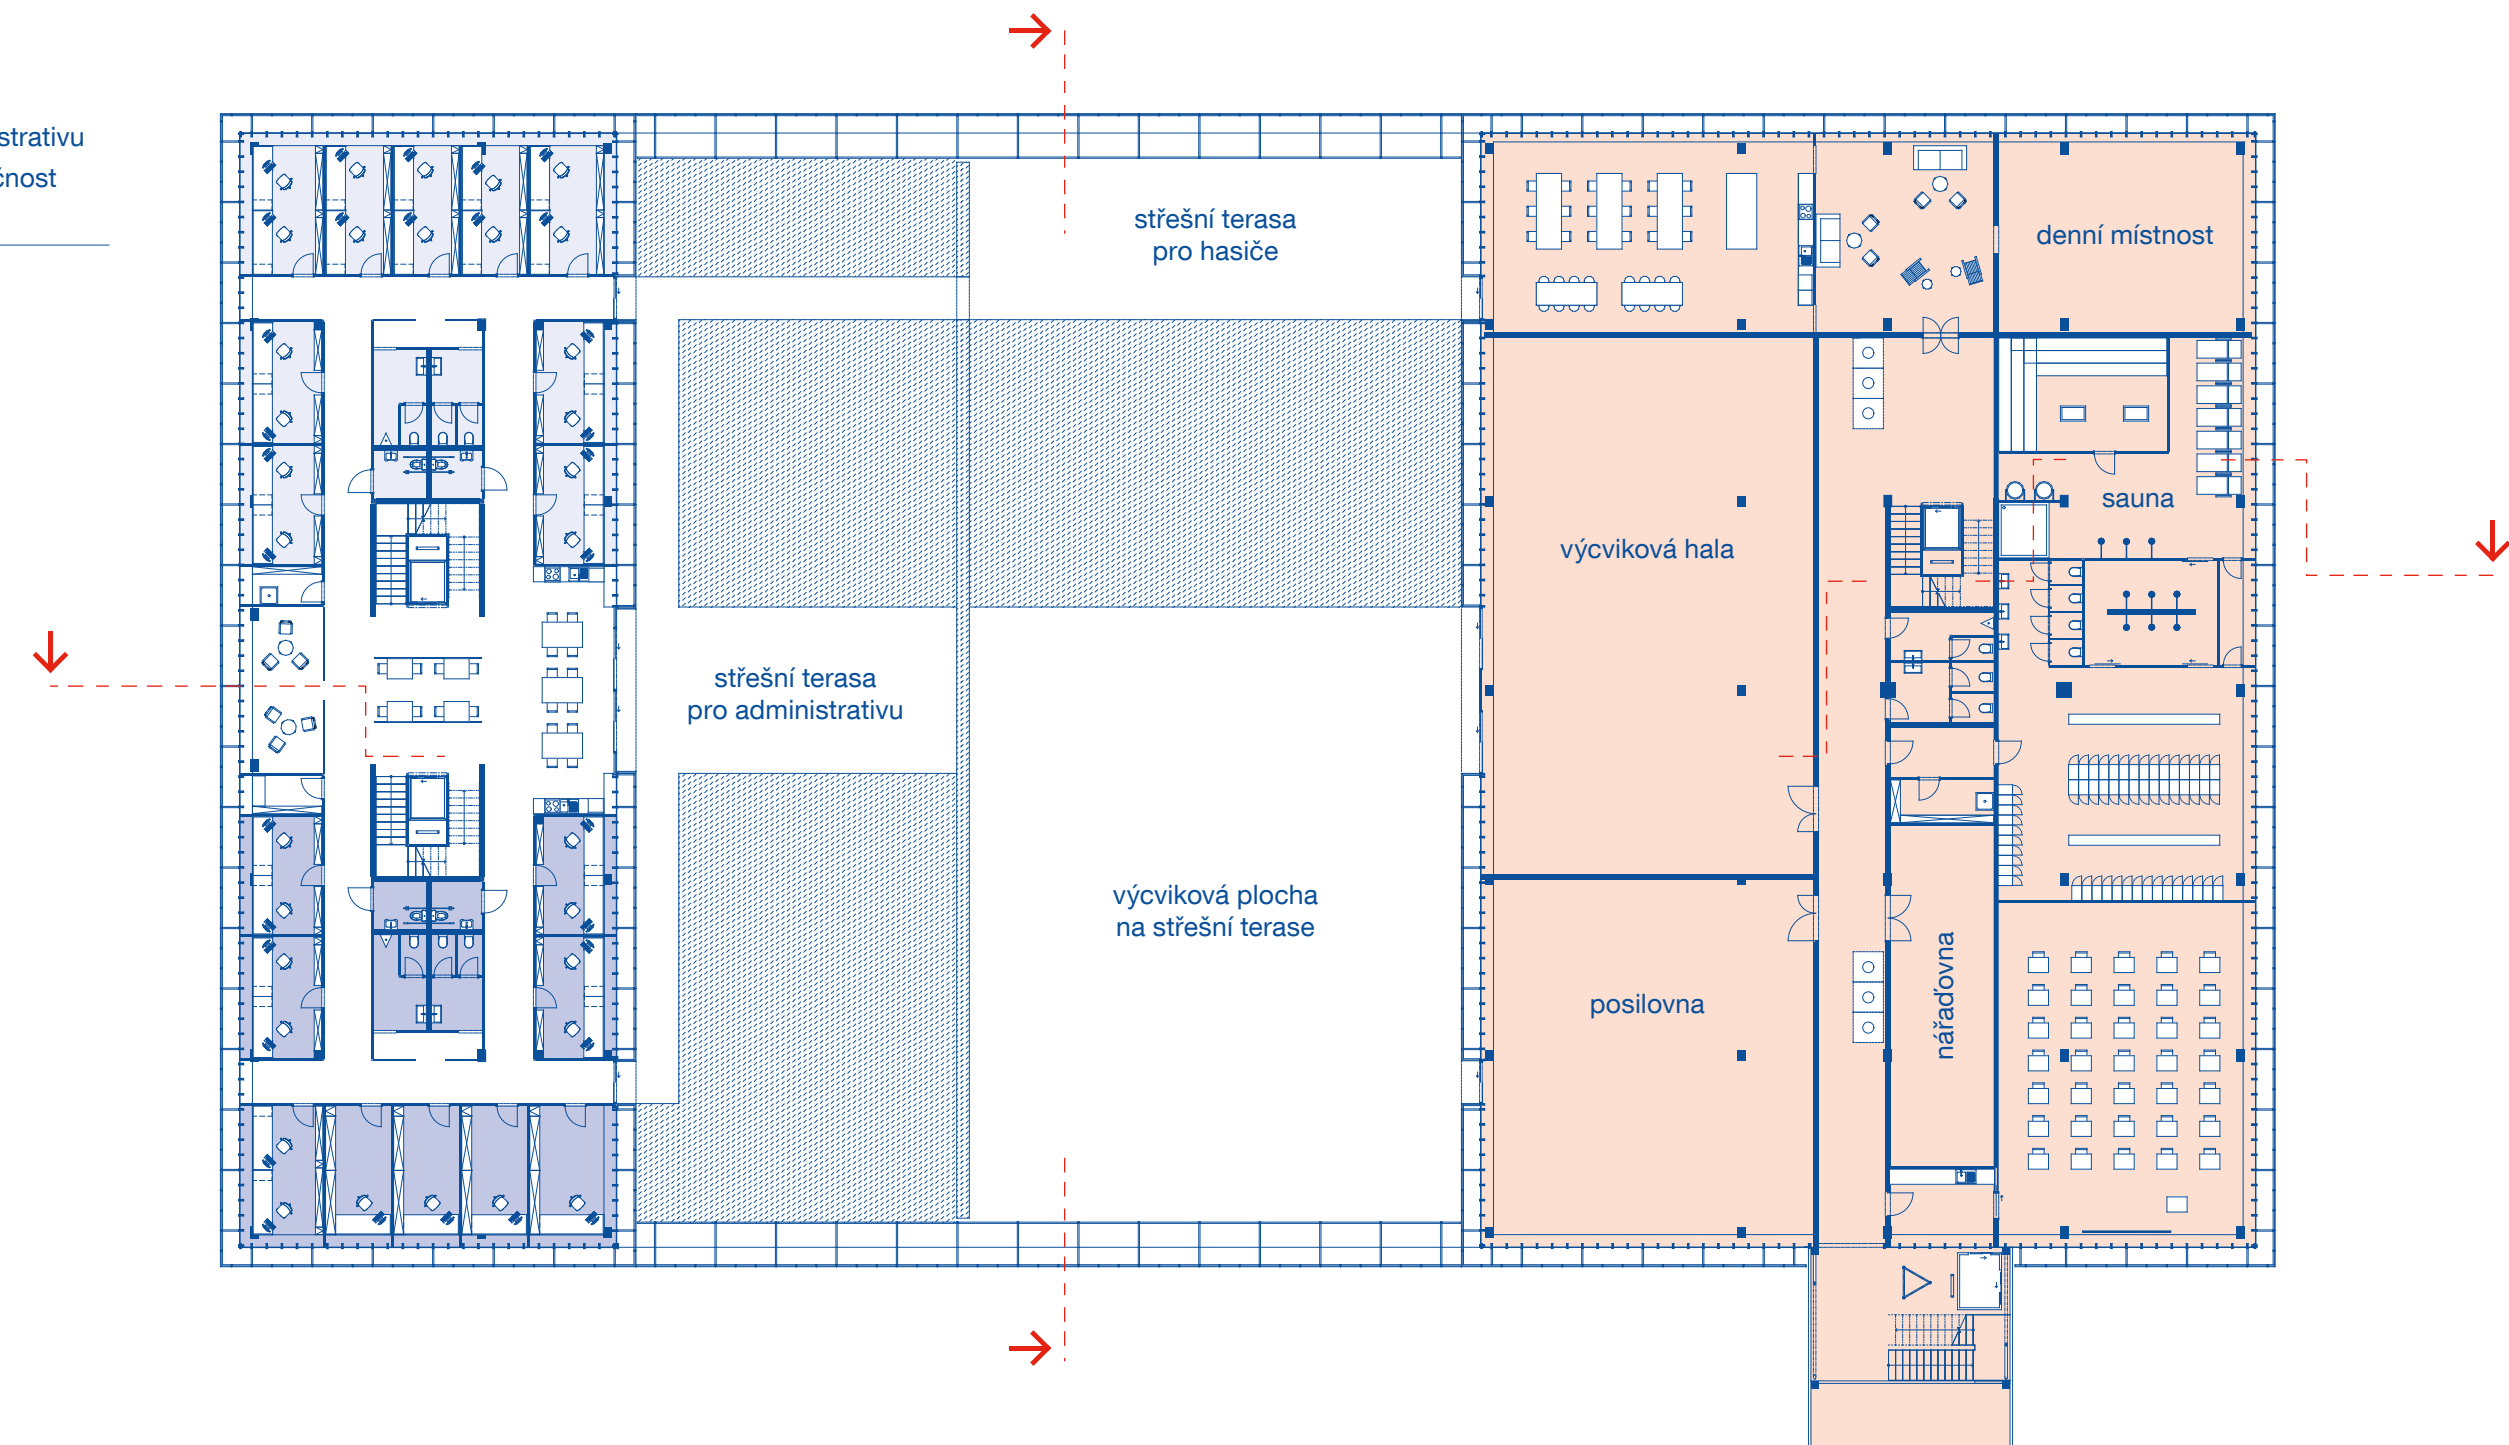 strativu
čnost
střešní terasa
pro hasiče
denní místnost
sauna
výcviková hala
střešní terasa
pro administrativu
výcviková plocha
na střešní terase
posilovna
nářaďovna